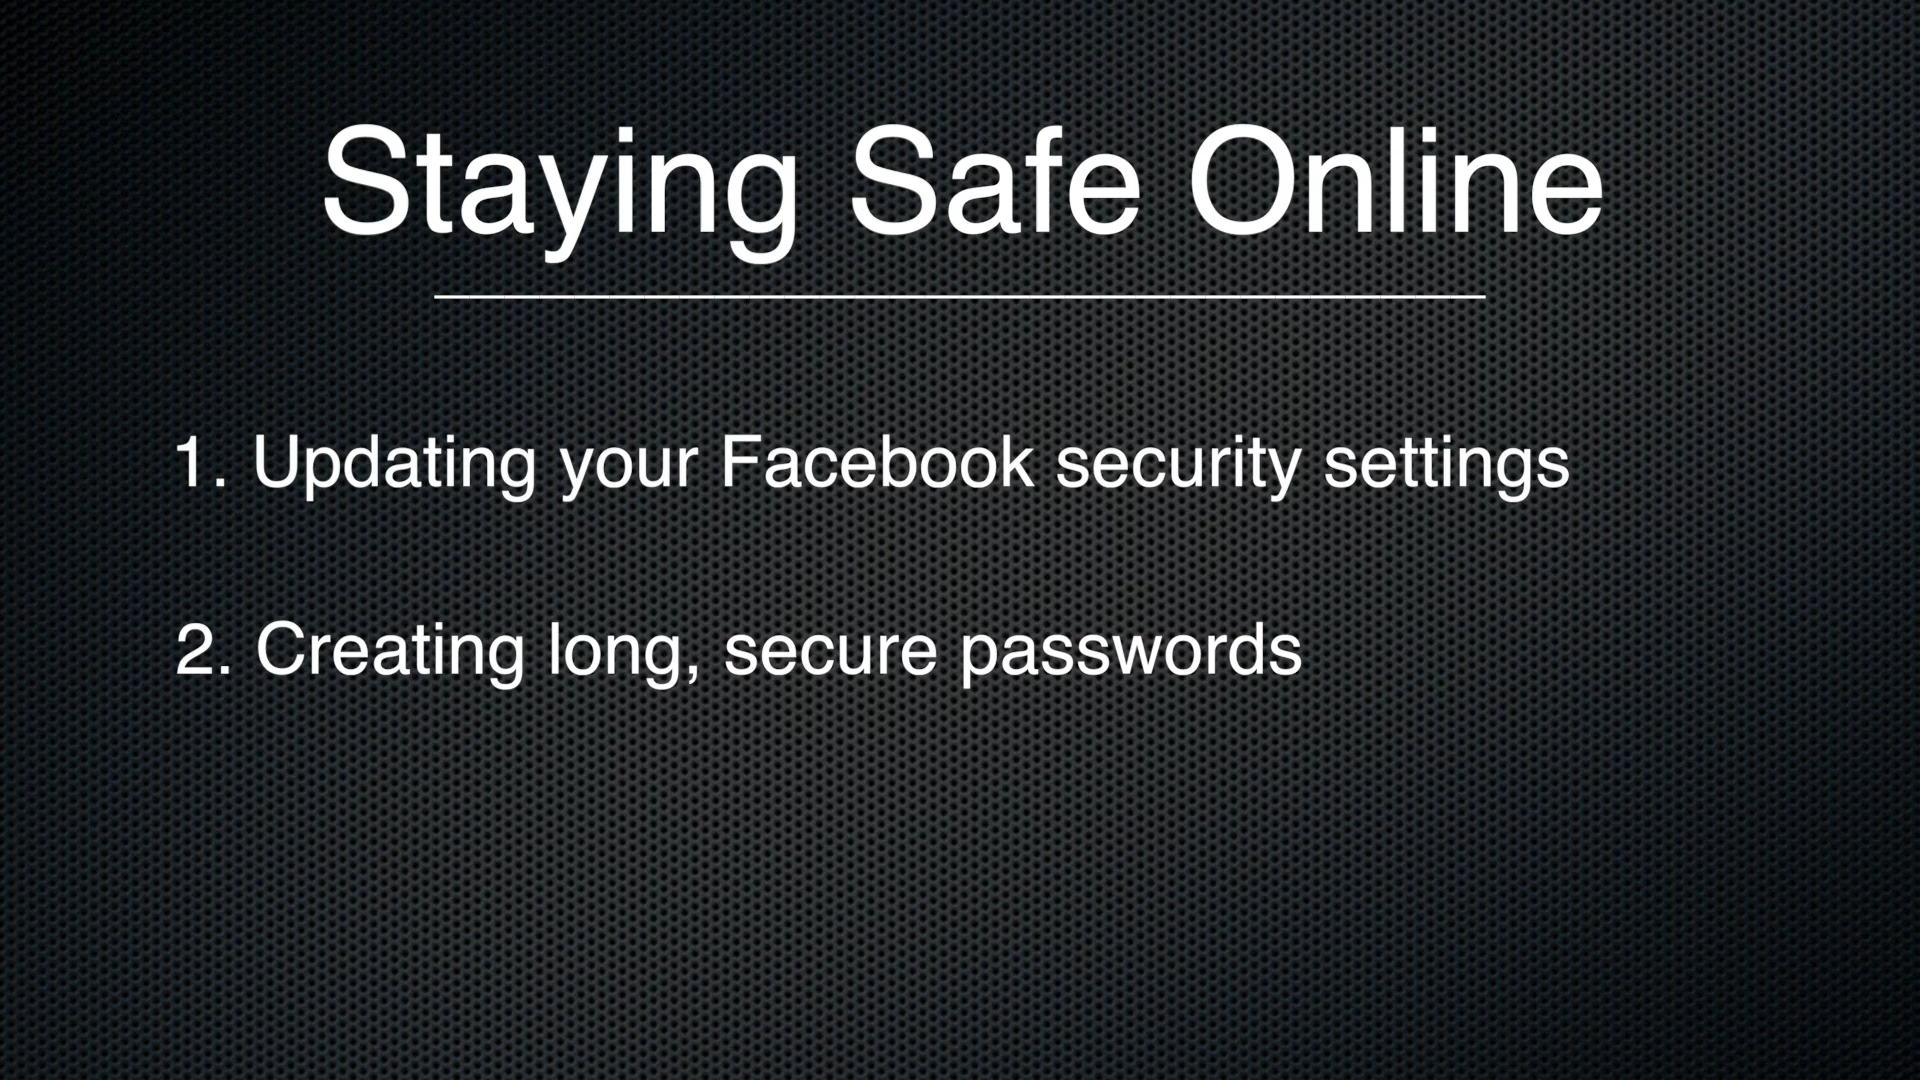 Staying Safe Online
1. Updating your Facebook security settings
2. Creating long, secure passwords